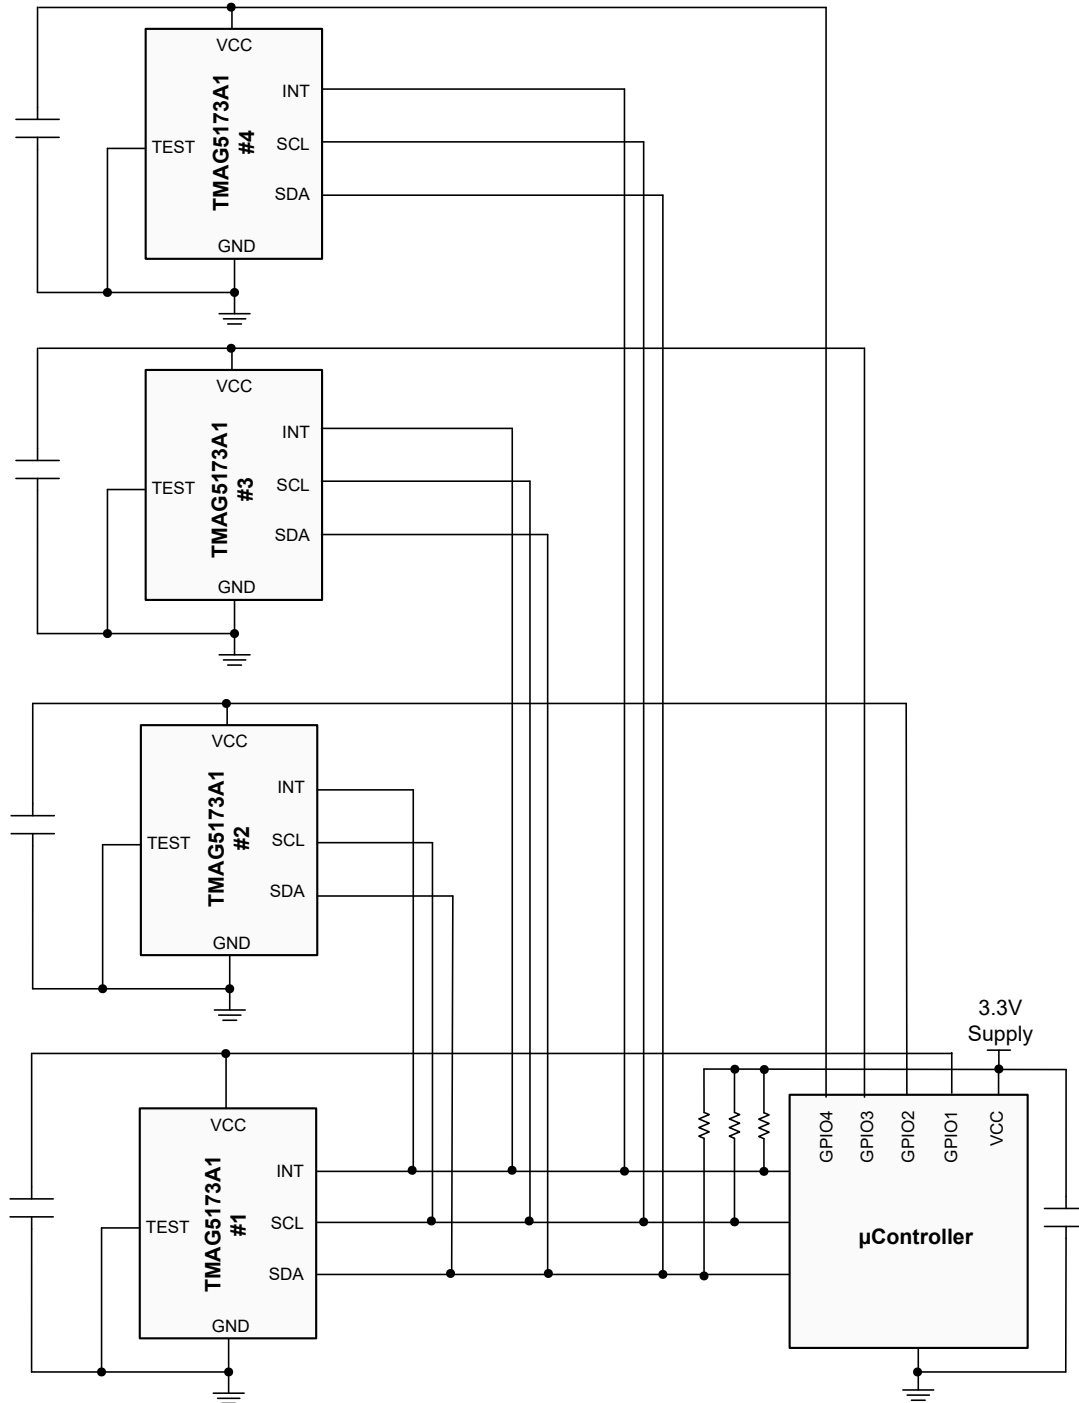 VCC
INT
TMAG5173A1
#4
SCL
TEST
SDA
GND
VCC
INT
TMAG5173A1
#3
SCL
TEST
SDA
GND
VCC
INT
TMAG5173A1
#2
SCL
TEST
SDA
GND
3.3V
Supply
VCC
INT
TMAG5173A1
#1
SCL
TEST
SDA
GND
GPIO4
GPIO3
GPIO2
GPIO1
VCC
µController